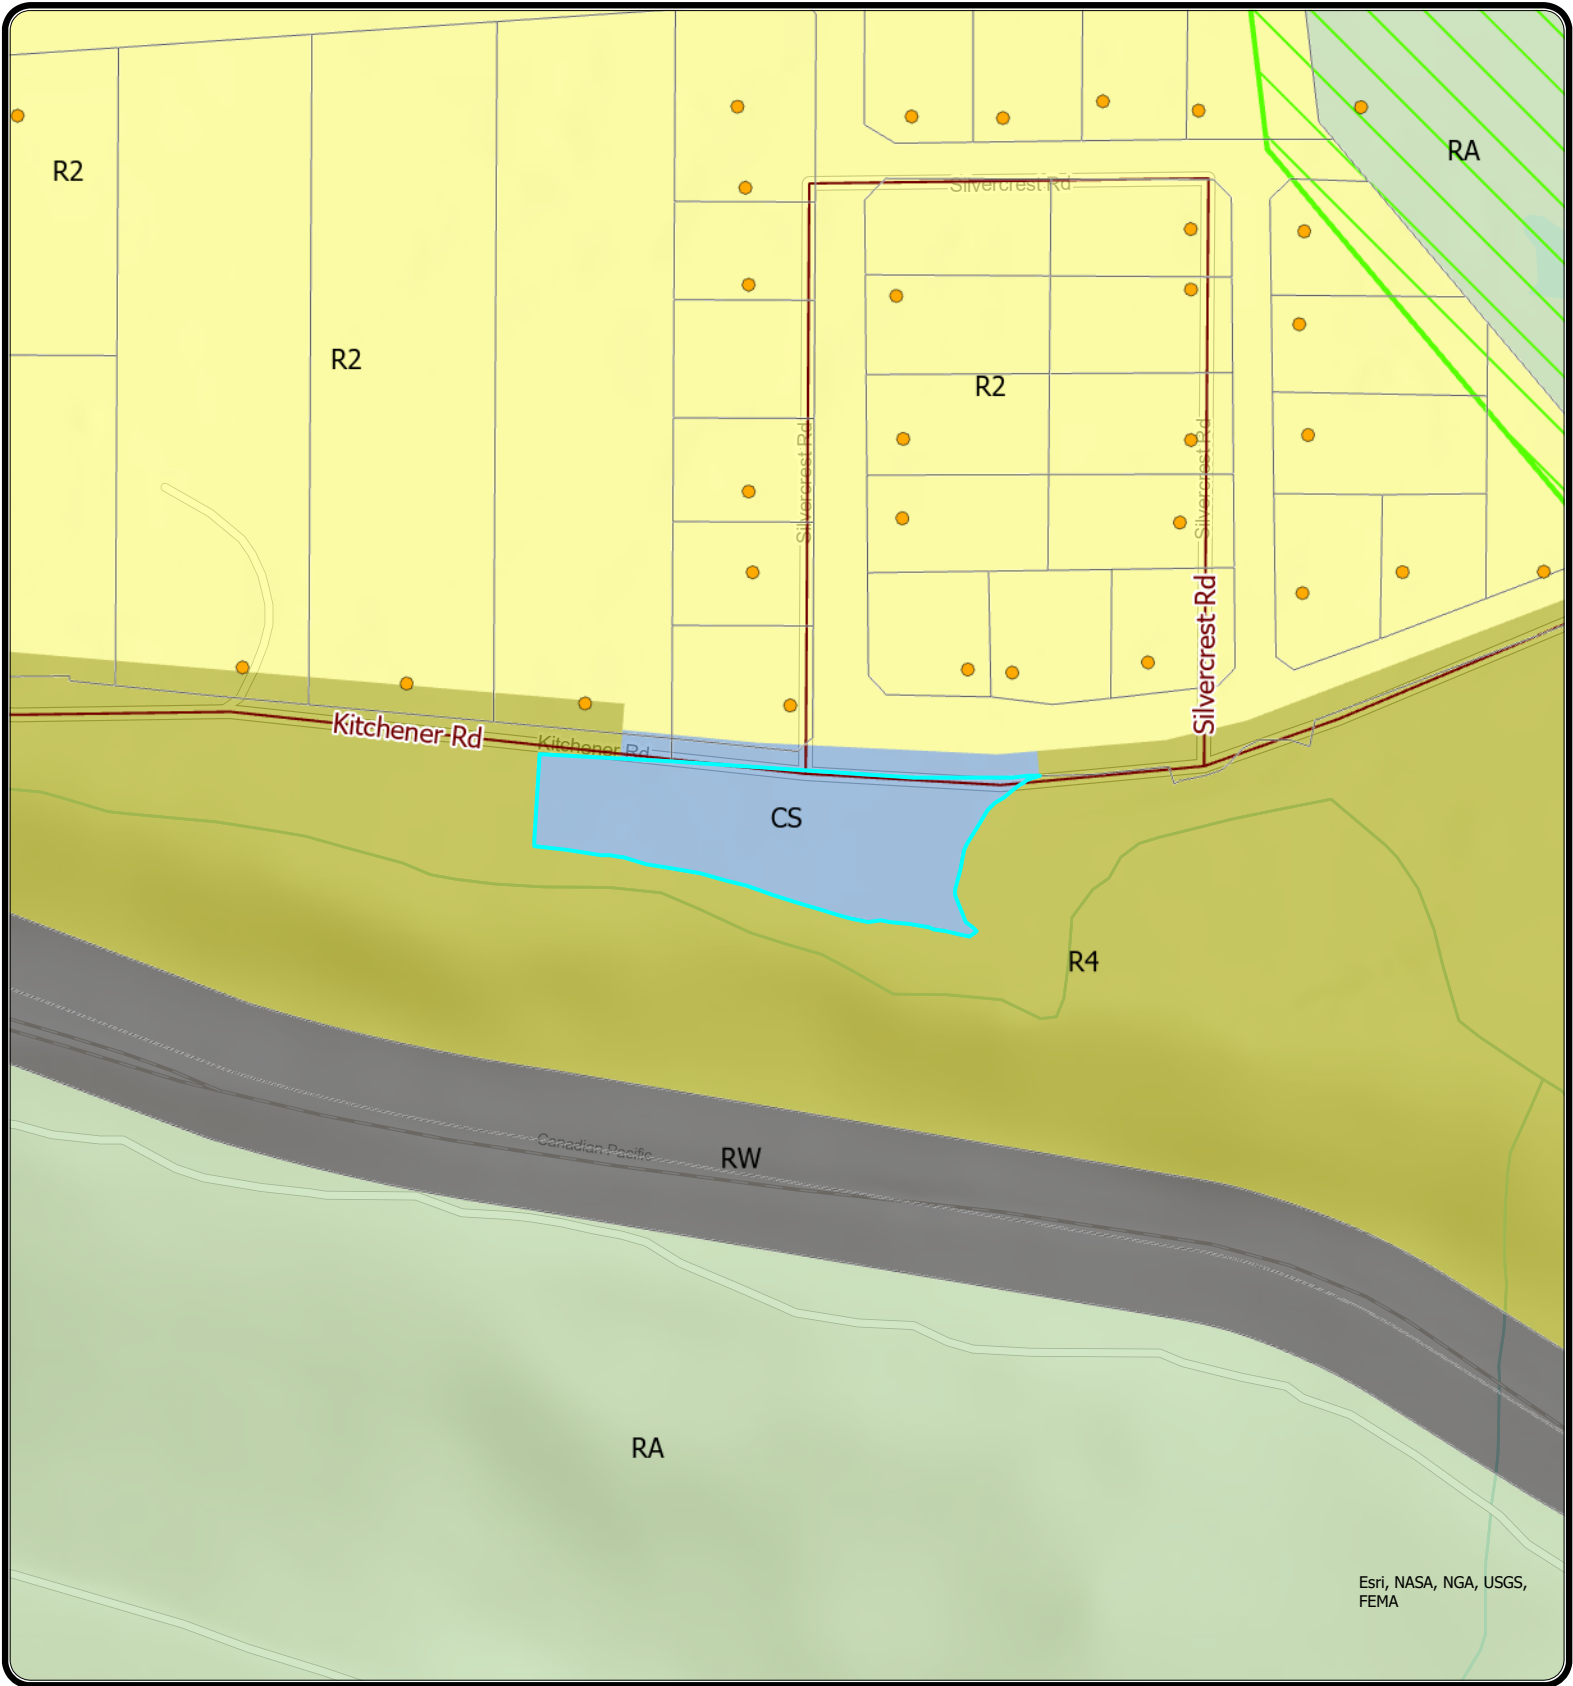 RA
R2
Silvercrest Rd
R2
R2
Silvercrest Rd
Silvercrest Rd
Silvercrest Rd
Kitchener Rd
Kitchener Rd
CS
R4
Canadian Pacific
RW
RA
Esri, NASA, NGA, USGS,
FEMA